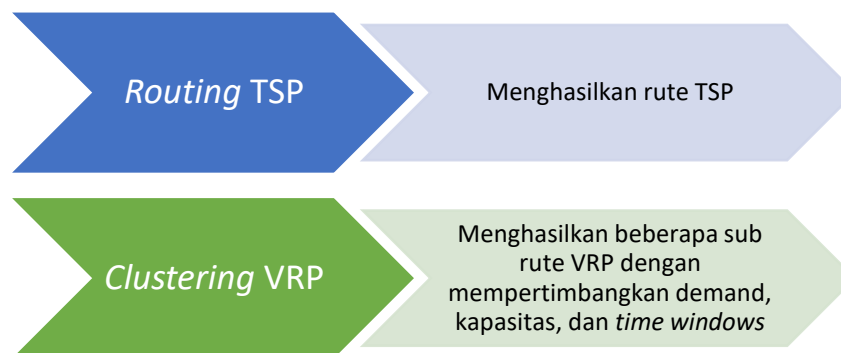 Routing TSP
Menghasilkan rute TSP
Clustering VRP
Menghasilkan beberapa sub
rute VRP dengan
mempertimbangkan demand,
kapasitas, dan time windows